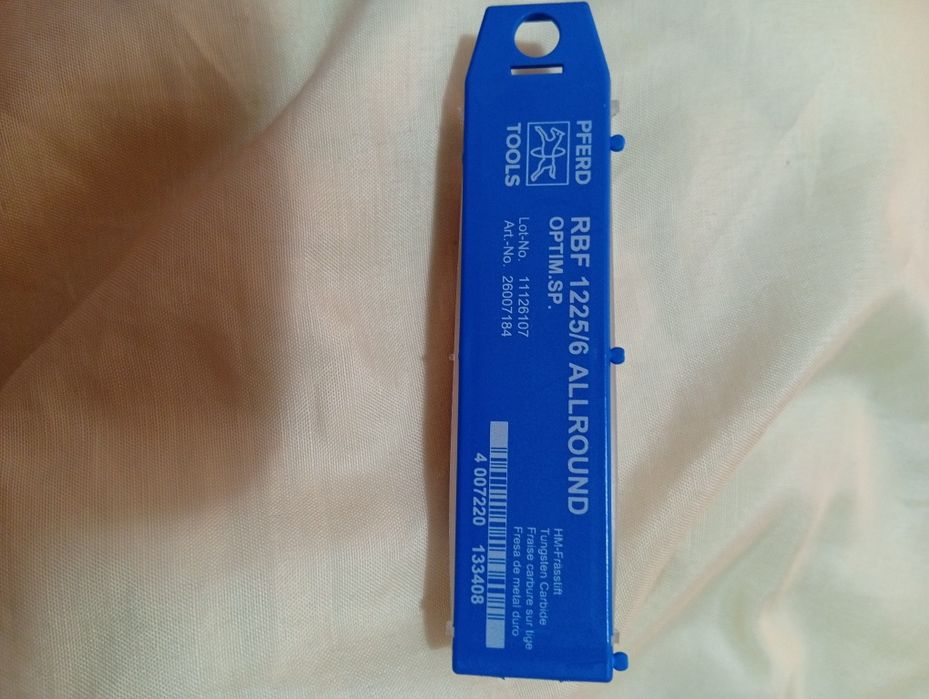 PFERD
TOOLS
RBF 1225/6 ALLROUND
OPTIM.SP.
Lot-No. 11126107
Art.-No. 26007184
HM-Frässtift
Tungsten Carbide
Fraise carbure sur tige
Fresa de metal duro
4 007220 133408